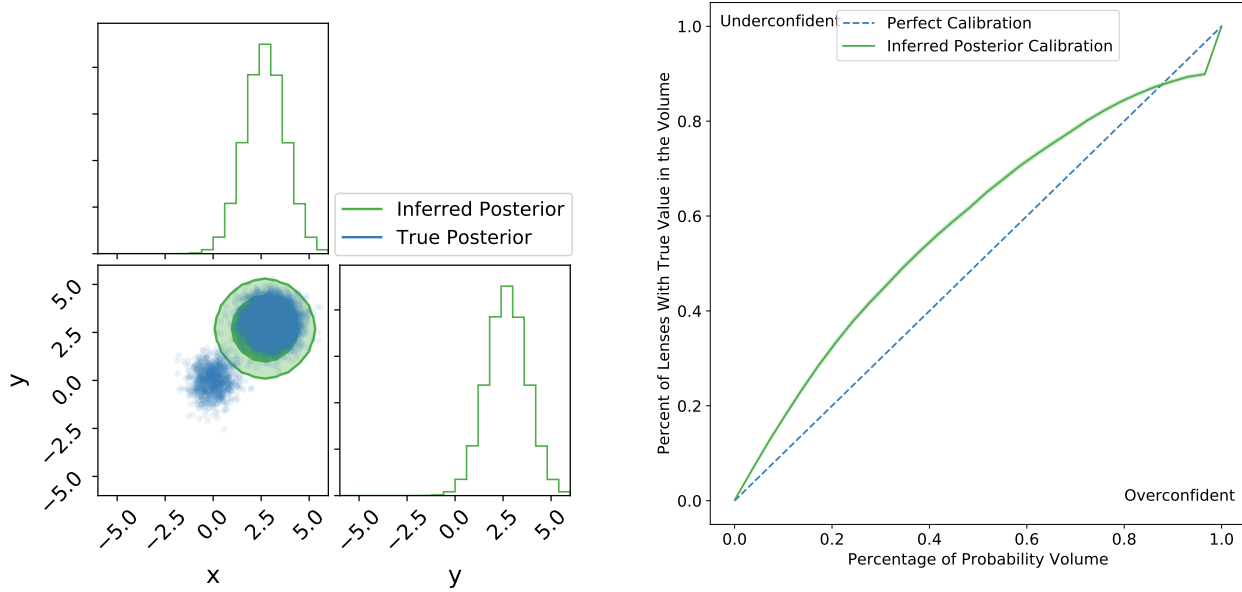 Inferred Posterior
True Posterior
y
5.0
2.5
0.0
−2.5
−5.0
−5.0
−2.5
0.0
2.5
5.0
x
−5.0
−2.5
0.0
2.5
5.0
y
Underconfident
Perfect Calibration
Inferred Posterior Calibration
Percent of Lenses With True Value in the Volume
1.0
0.8
0.6
0.4
0.2
0.0
Overconfident
0.0
0.2
0.4
0.6
0.8
1.0
Percentage of Probability Volume